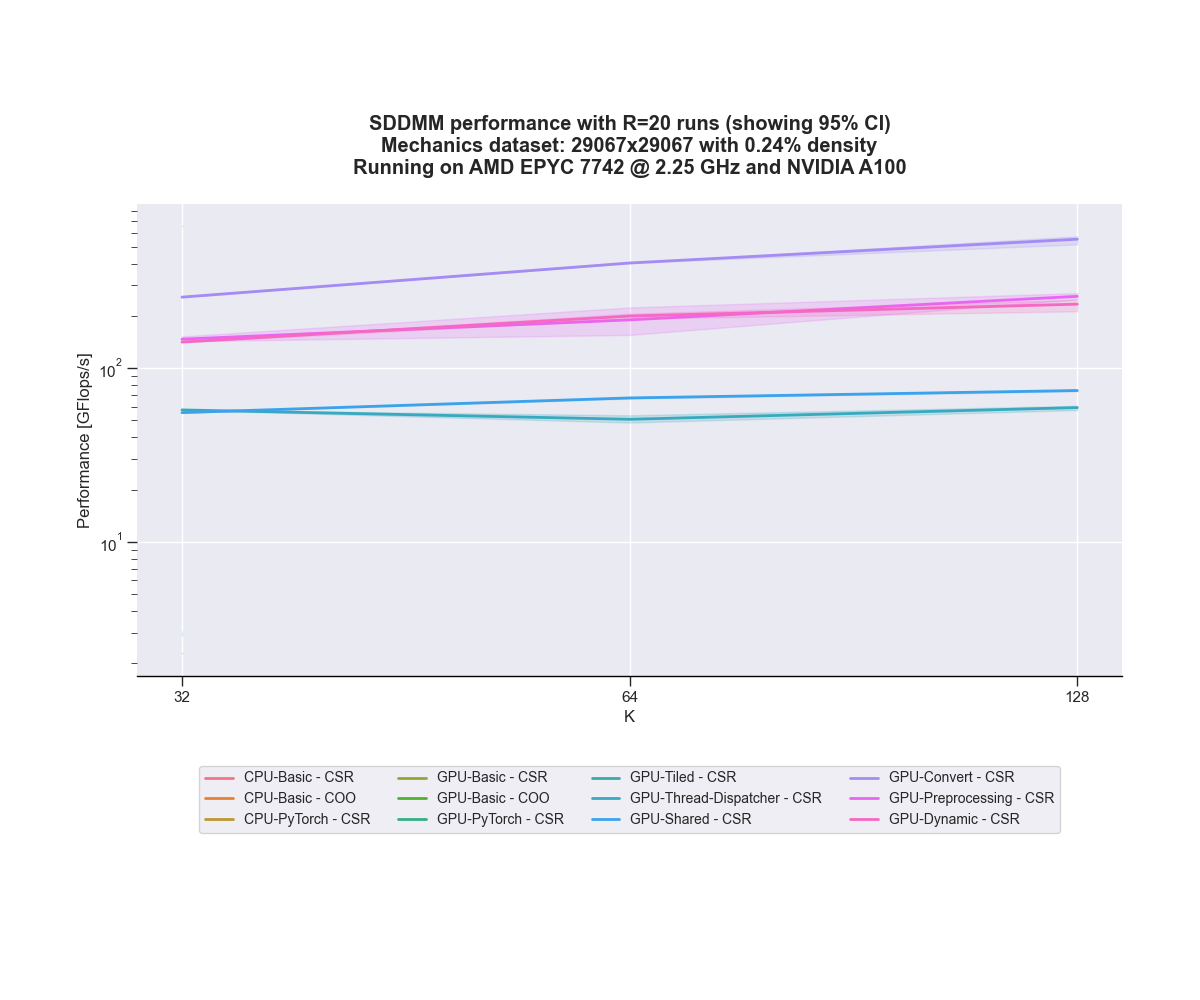 SDDMM performance with R=20 runs (showing 95% CI)
Mechanics dataset: 29067x29067 with 0.24% density
Running on AMD EPYC 7742 @ 2.25 GHz and NVIDIA A100
Performance [GFlops/s]
10^2
10^1
32 64 128
K
CPU-Basic - CSR GPU-Basic - CSR GPU-Tiled - CSR GPU-Convert - CSR
CPU-Basic - COO GPU-Basic - COO GPU-Thread-Dispatcher - CSR GPU-Preprocessing - CSR
CPU-PyTorch - CSR GPU-PyTorch - CSR GPU-Shared - CSR GPU-Dynamic - CSR